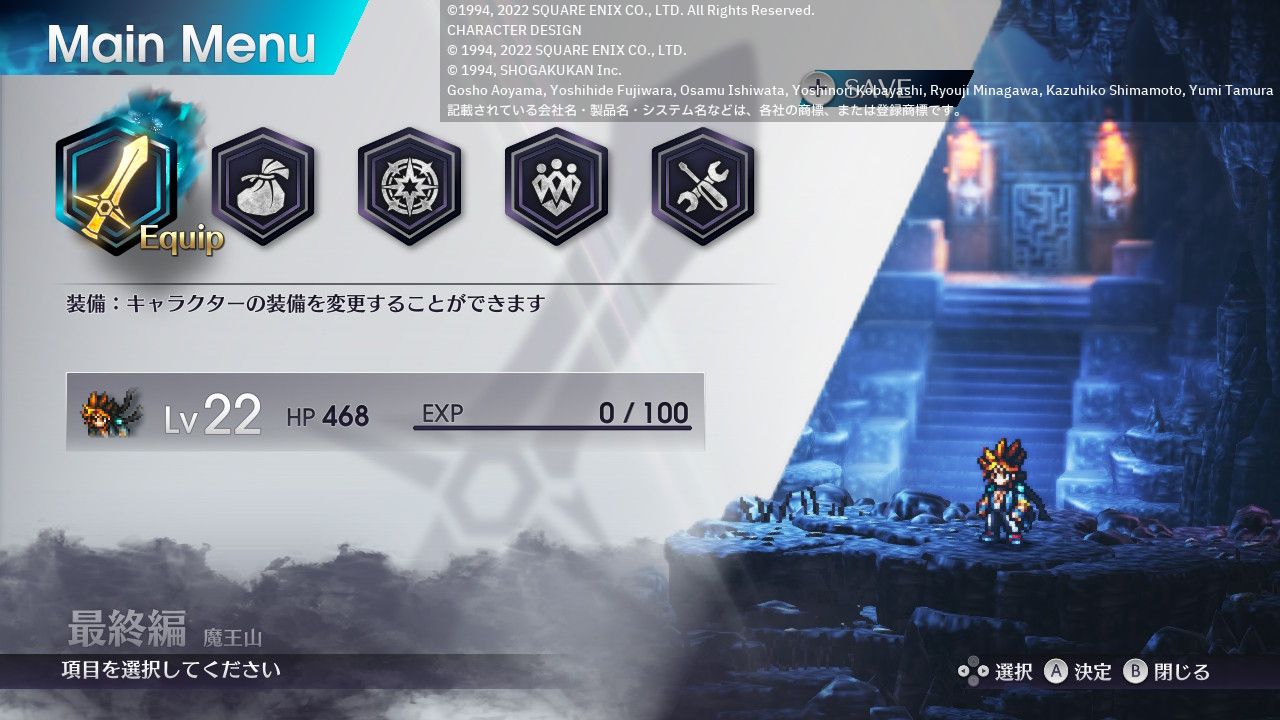 Main Menu
©1994, 2022 SQUARE ENIX CO., LTD. All Rights Reserved.
CHARACTER DESIGN
© 1994, 2022 SQUARE ENIX CO., LTD.
© 1994, SHOGAKUKAN Inc.
Gosho Aoyama, Yoshihide Fujiwara, Osamu Ishiwata, Yoshinori Kobayashi, Ryouji Minagawa, Kazuhiko Shimamoto, Yumi Tamura
記載されている会社名・製品名・システム名などは、各社の商標、または登録商標です。
SAVE
Equip
装備：キャラクターの装備を変更することができます
Lv 22 HP 468 EXP 0 / 100
最終編 魔王山
項目を選択してください
選択 A 決定 B 閉じる